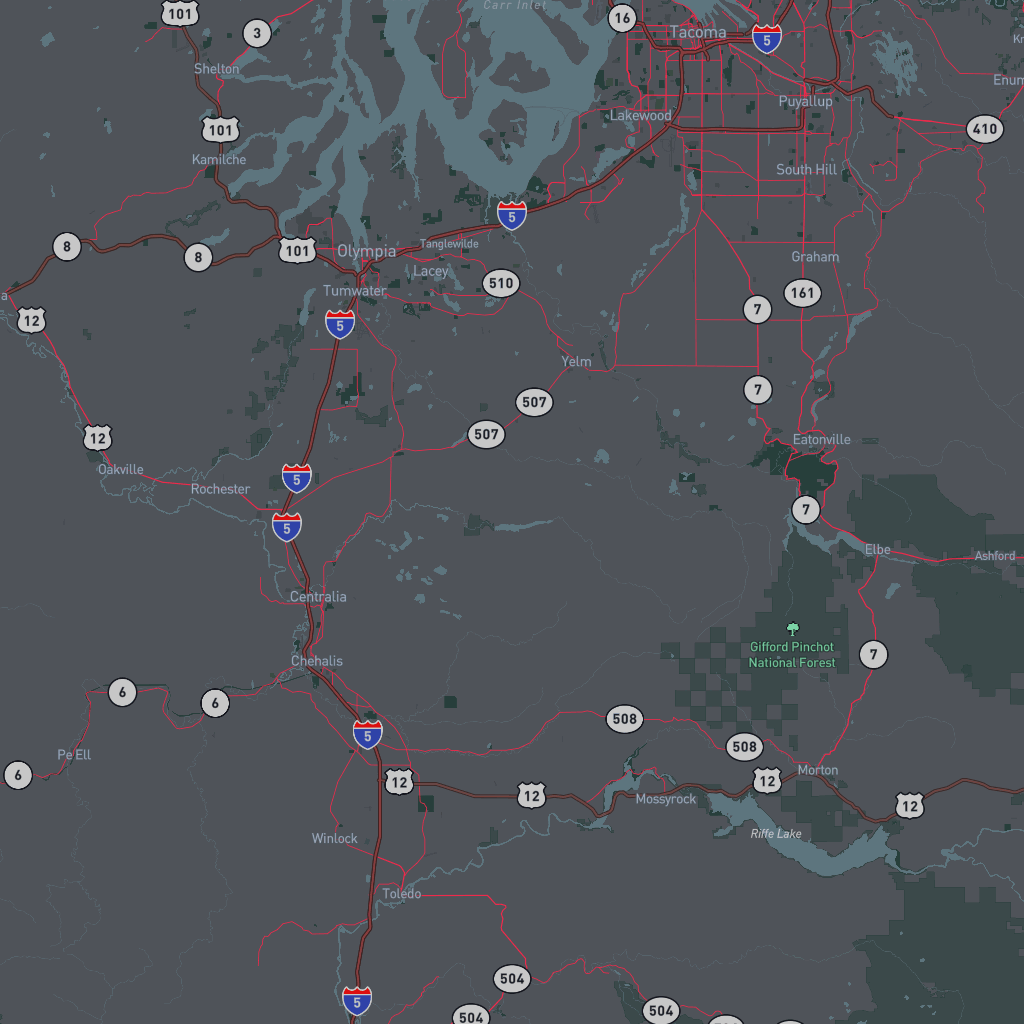 Carr Inlet
101
3
16
Tacoma
5
Shelton
Puyallup
101
Lakewood
410
Kamilche
South Hill
5
8
8
101
Olympia
Tanglewilde
Lacey
510
Graham
Tumwater
161
7
12
5
Yelm
7
507
507
12
Eatonville
Oakville
Rochester
5
7
5
Elbe
Ashford
Centralia
Gifford Pinchot
National Forest
7
Chehalis
6
6
508
5
508
Pe Ell
6
12
12
12
Morton
Mossyrock
12
Winlock
Riffe Lake
Toledo
504
5
504
504